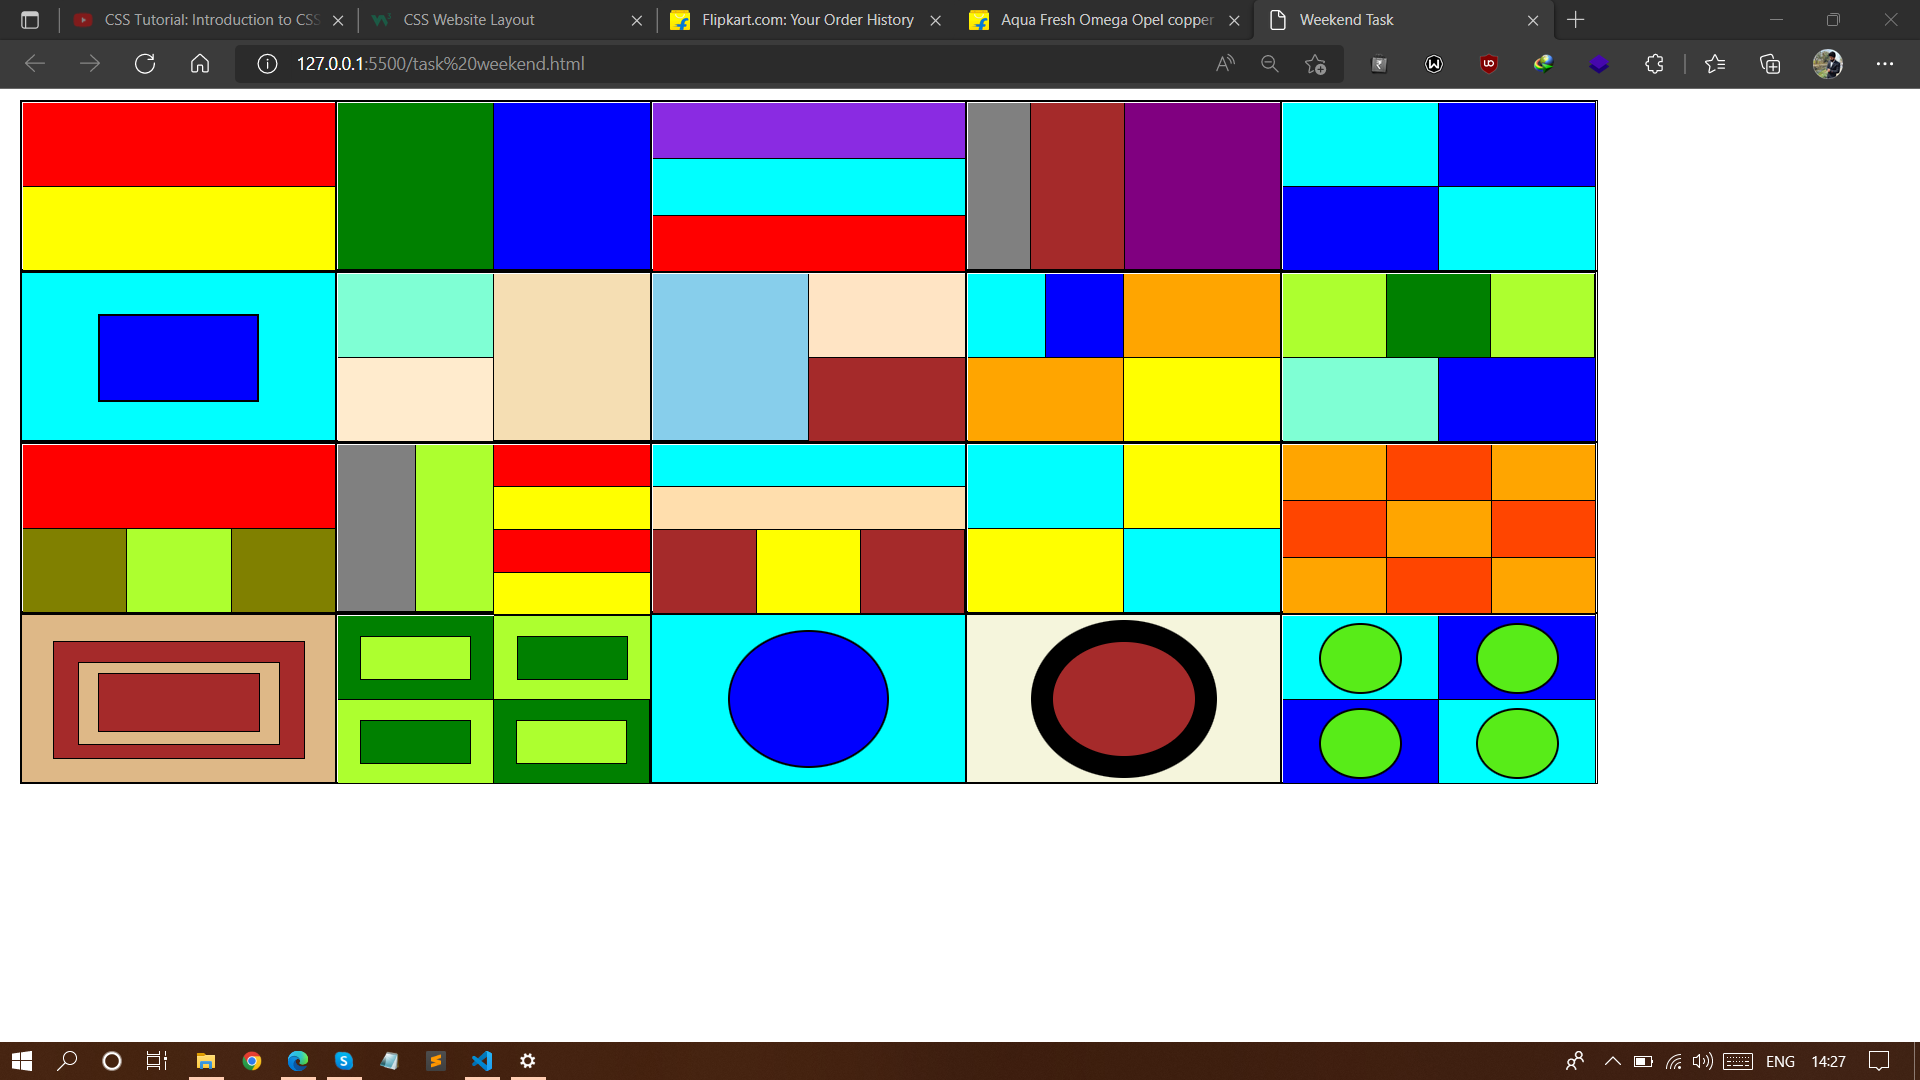 CSS Tutorial: Introduction to CSS
CSS Website Layout
Flipkart.com: Your Order History
Aqua Fresh Omega Opel copper
Weekend Task
127.0.0.1:5500/task%20weekend.html
ENG
14:27